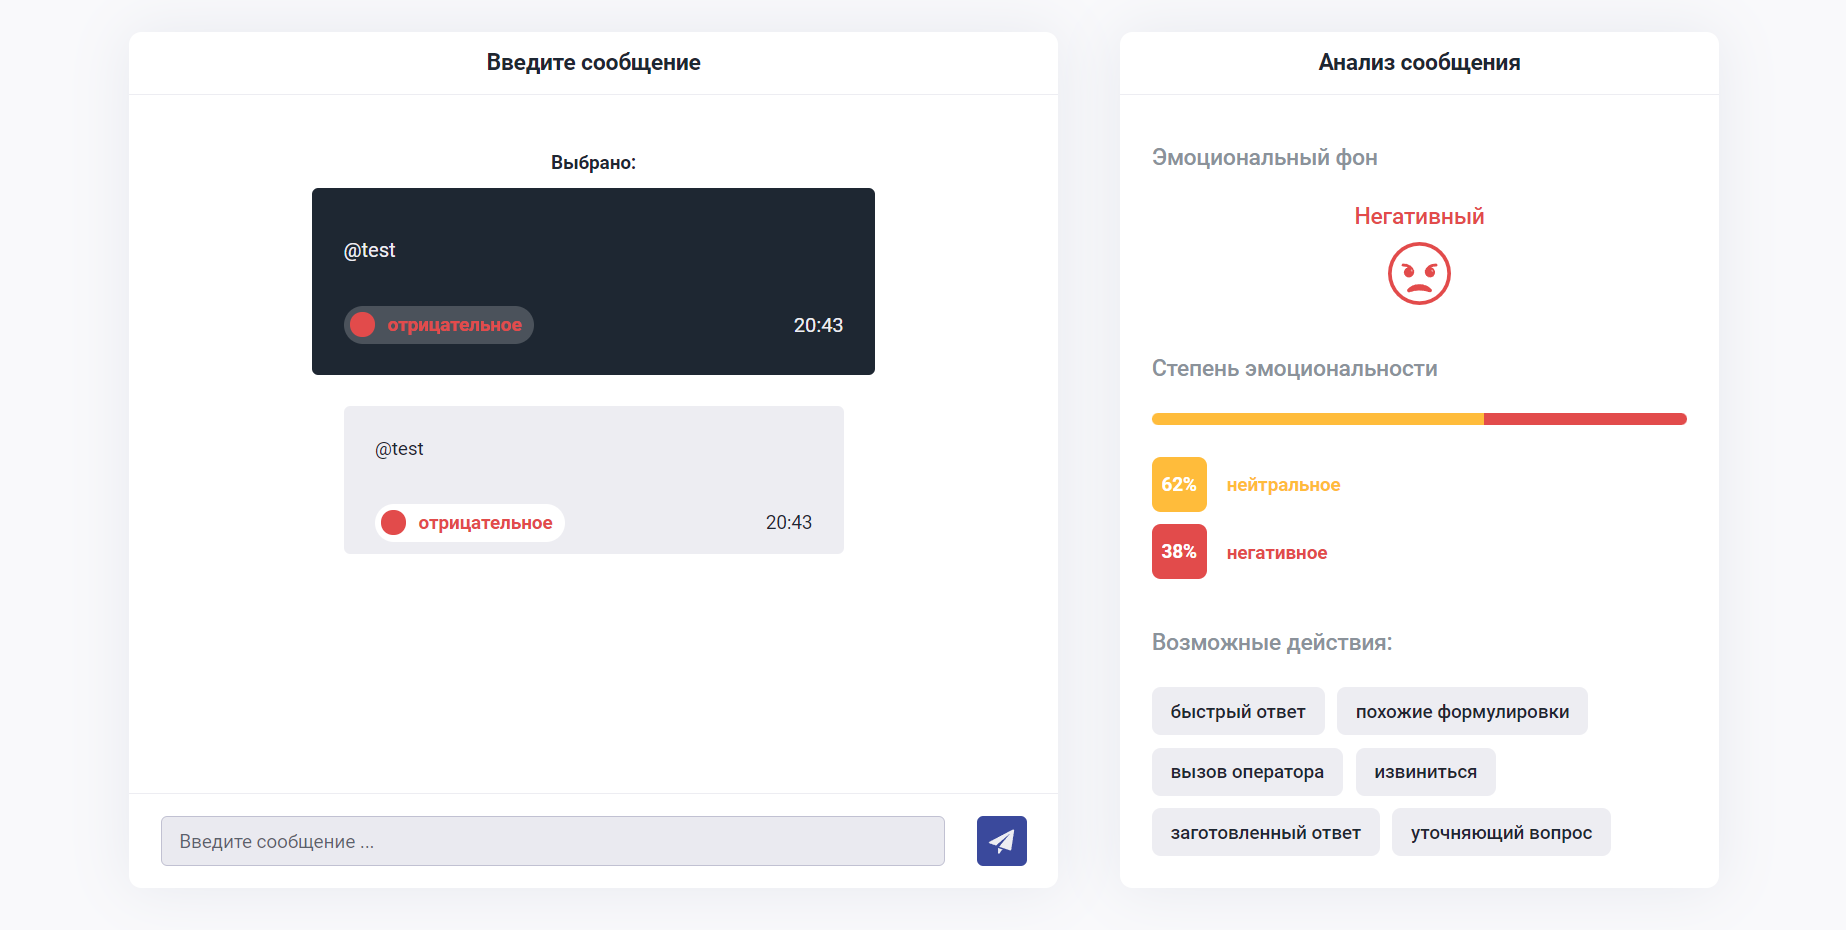 Введите сообщение
Выбрано:
@test
отрицательное
20:43
@test
отрицательное
20:43
Введите сообщение ...
Анализ сообщения
Эмоциональный фон
Негативный
Степень эмоциональности
62% нейтральное
38% негативное
Возможные действия:
быстрый ответ
похожие формулировки
вызов оператора
извиниться
заготовленный ответ
уточняющий вопрос